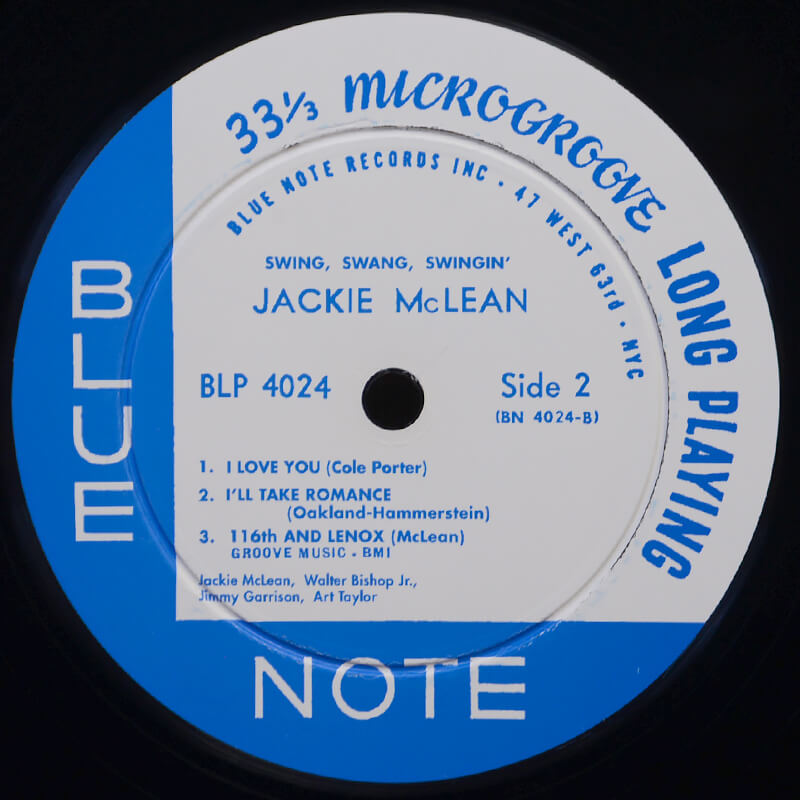 33⅓ MICROGROOVE LONG PLAYING
BLUE NOTE RECORDS INC · 47 WEST 63rd · NYC
SWING, SWANG, SWINGIN'
JACKIE McLEAN
BLP 4024
Side 2
(BN 4024-B)
1. I LOVE YOU (Cole Porter)
2. I'LL TAKE ROMANCE
(Oakland-Hammerstein)
3. 116th AND LENOX (McLean)
GROOVE MUSIC - BMI
Jackie McLean, Walter Bishop Jr.,
Jimmy Garrison, Art Taylor
BLUE
NOTE